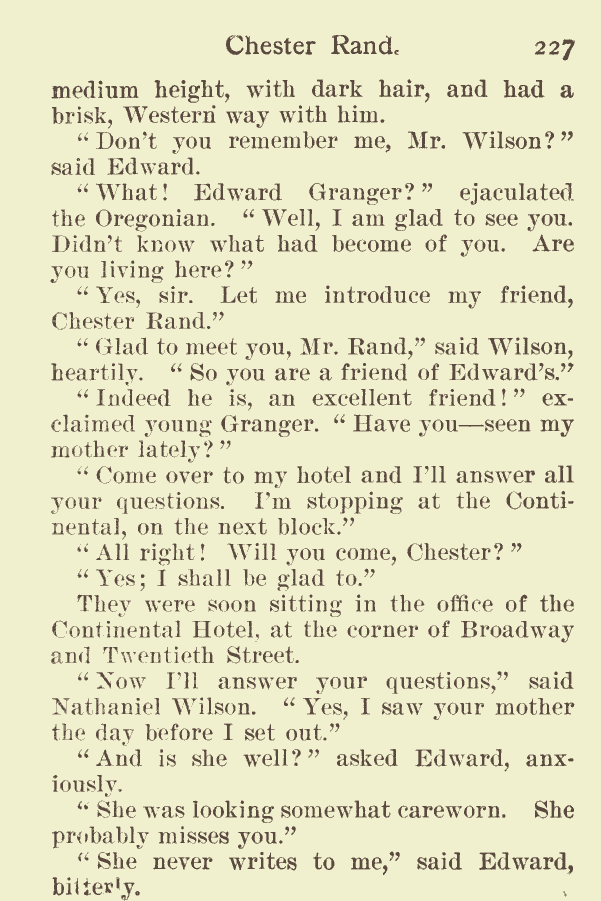 Chester Rand. 227
medium height, with dark hair, and had a
brisk, Western way with him.
“Don’t you remember me, Mr. Wilson?”
said Edward.
“What! Edward Granger?” ejaculated
the Oregonian. “Well, I am glad to see you.
Didn’t know what had become of you. Are
you living here?”
“Yes, sir. Let me introduce my friend,
Chester Rand.”
“Glad to meet you, Mr. Rand,” said Wilson,
heartily. “So you are a friend of Edward’s.”
“Indeed he is, an excellent friend!” ex-
claimed young Granger. “Have you—seen my
mother lately?”
“Come over to my hotel and I’ll answer all
your questions. I’m stopping at the Conti-
nental, on the next block.”
“All right! Will you come, Chester?”
“Yes; I shall be glad to.”
They were soon sitting in the office of the
Continental Hotel, at the corner of Broadway
and Twentieth Street.
“Now I’ll answer your questions,” said
Nathaniel Wilson. “Yes, I saw your mother
the day before I set out.”
“And is she well?” asked Edward, anx-
iously.
“She was looking somewhat careworn. She
probably misses you.”
“She never writes to me,” said Edward,
bitterly.